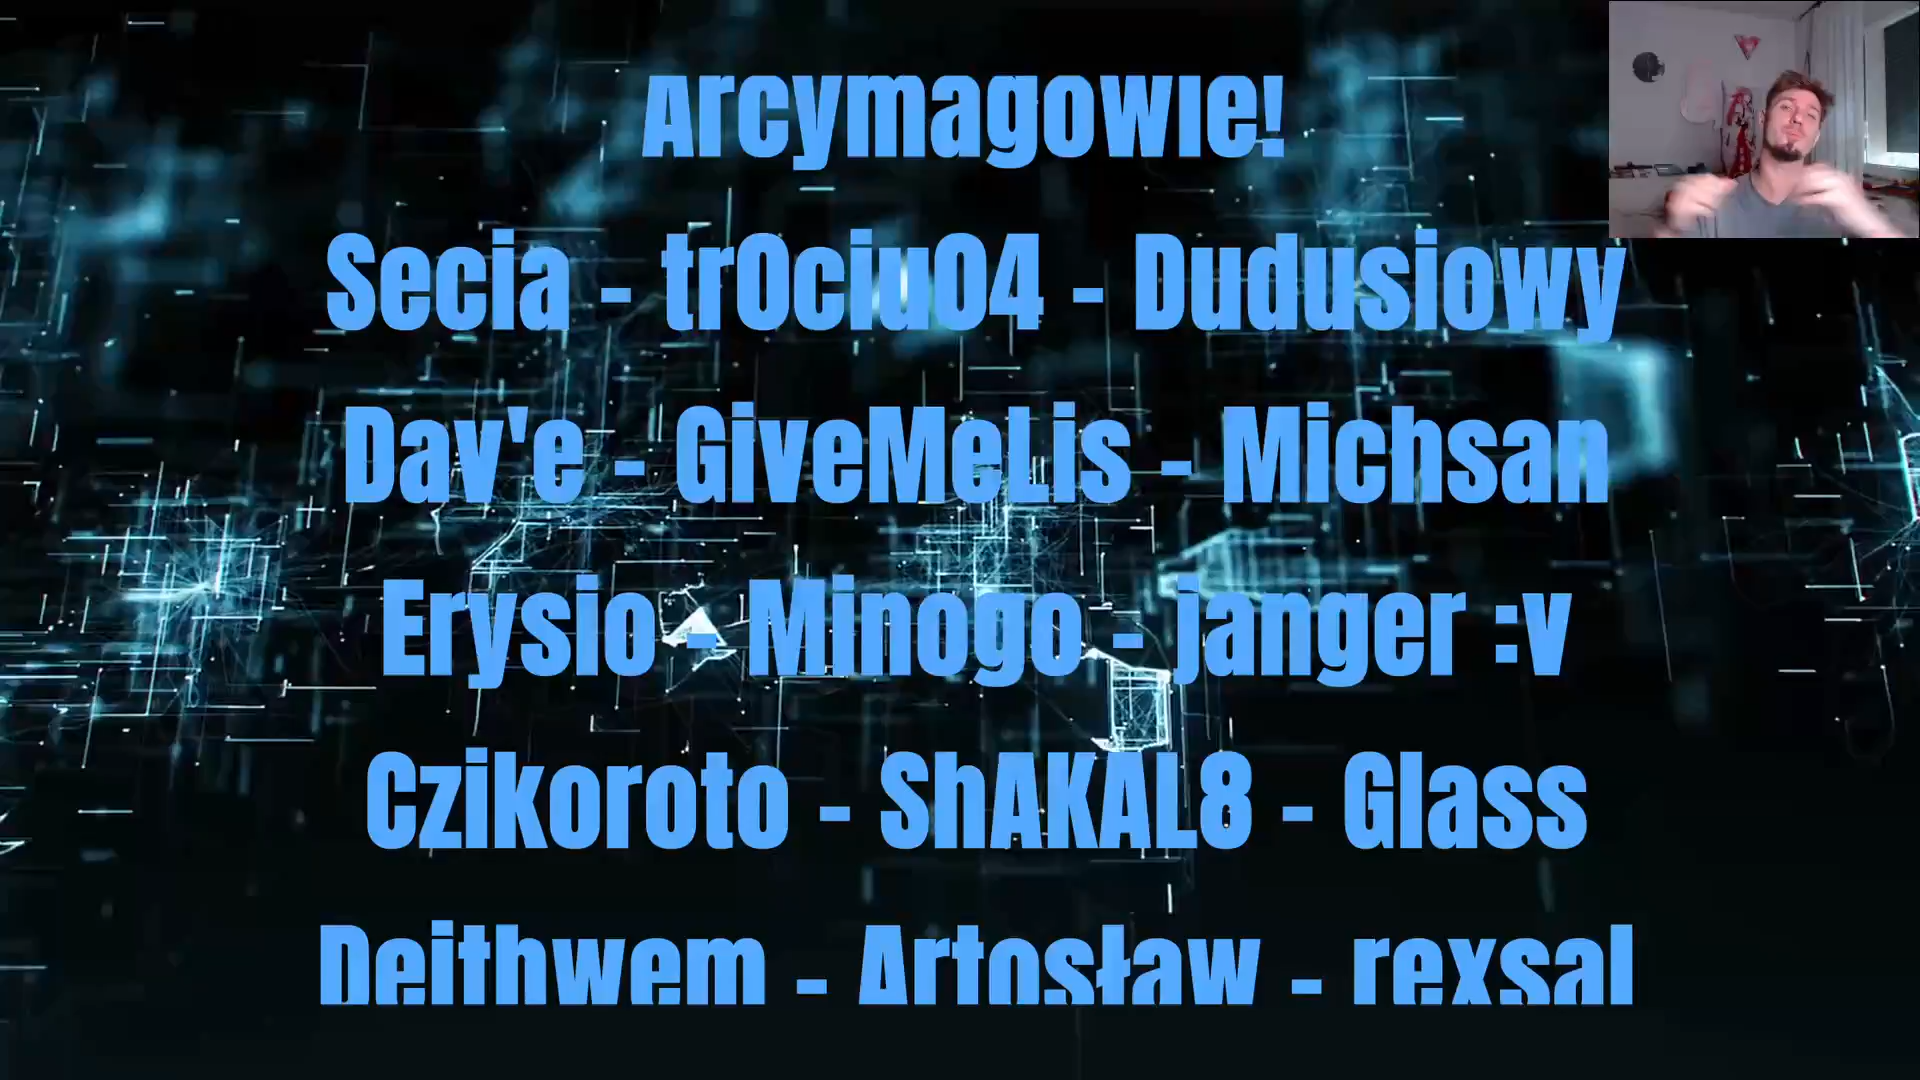 Arcymagowie!
Secia - tr0ciu04 - Dudusiowy
Dav'e - GiveMeLis - Michsan
Erysio - Minogo - janger :v
Czikoroto - ShAKAL8 - Glass
Deithwem - Artosław - rexsal